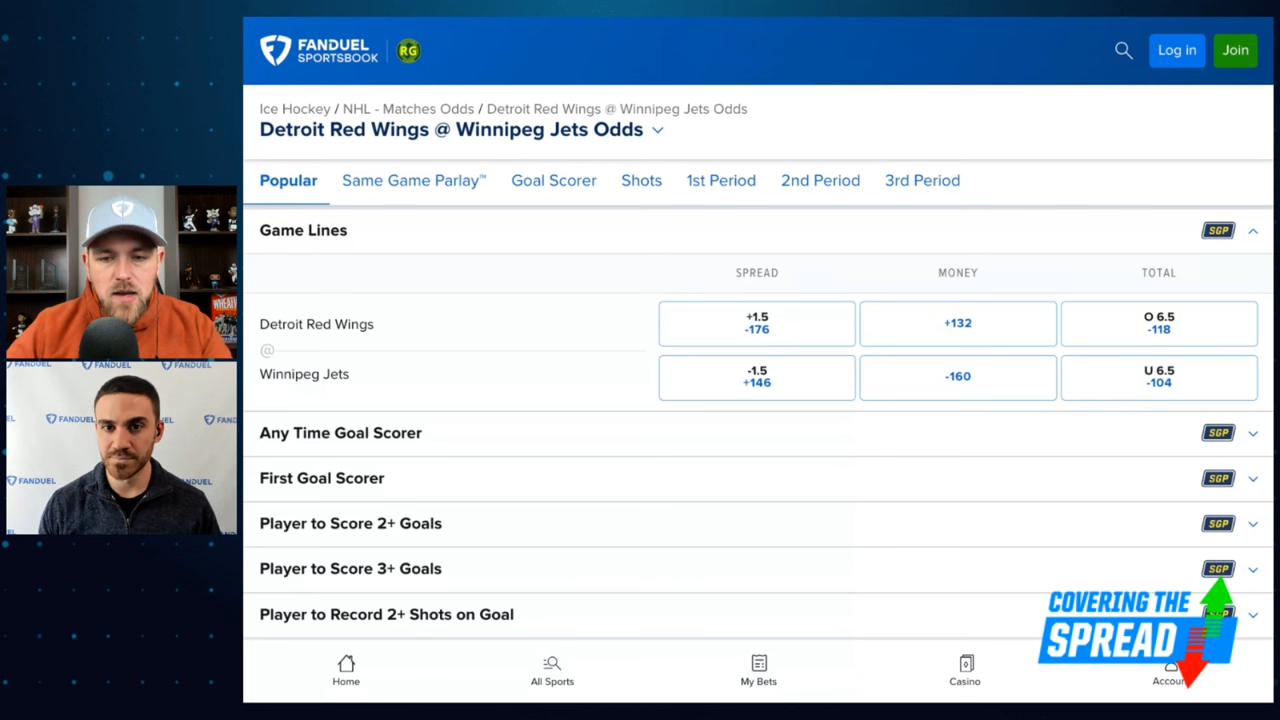 FANDUEL
SPORTSBOOK
RG
Log in
Join
Ice Hockey / NHL - Matches Odds / Detroit Red Wings @ Winnipeg Jets Odds
Detroit Red Wings @ Winnipeg Jets Odds
Popular
Same Game Parlay™
Goal Scorer
Shots
1st Period
2nd Period
3rd Period
Game Lines
SGP
SPREAD
MONEY
TOTAL
Detroit Red Wings
+1.5
-176
+132
O 6.5
-118
@
Winnipeg Jets
-1.5
+146
-160
U 6.5
-104
Any Time Goal Scorer
SGP
First Goal Scorer
SGP
Player to Score 2+ Goals
SGP
Player to Score 3+ Goals
SGP
Player to Record 2+ Shots on Goal
Home
All Sports
My Bets
Casino
Accoun
COVERING THE
SPREAD
FANDUEL
FANDUEL
FANDUEL
EL
FANDU
FANDUEL
NDUEL